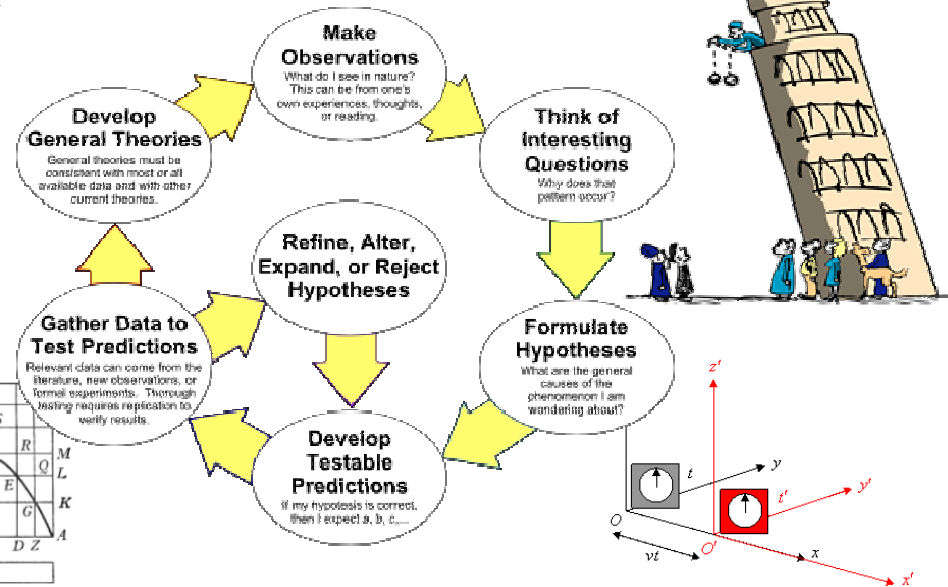 Make
Observations
What do I see in nature?
This can be from one's
own experiences, thoughts,
or reading.
Think of
Interesting
Questions
Why does that
pattern occur?
Formulate
Hypotheses
What are the general
causes of the
phenomenon I am
wondering about?
Develop
Testable
Predictions
If my hypotesis is correct,
then I expect a, b, c,...
Gather Data to
Test Predictions
Relevant data can come from the
literature, new observations, or
formal experiments. Thorough
testing requires replication to
verify results.
Refine, Alter,
Expand, or Reject
Hypotheses
Develop
General Theories
General theories must be
consistent with most or all
available data and with other
current theories.
R M
Q L
E
G K
A
D Z
z'
t y
t' y'
O
vt O' x
x'